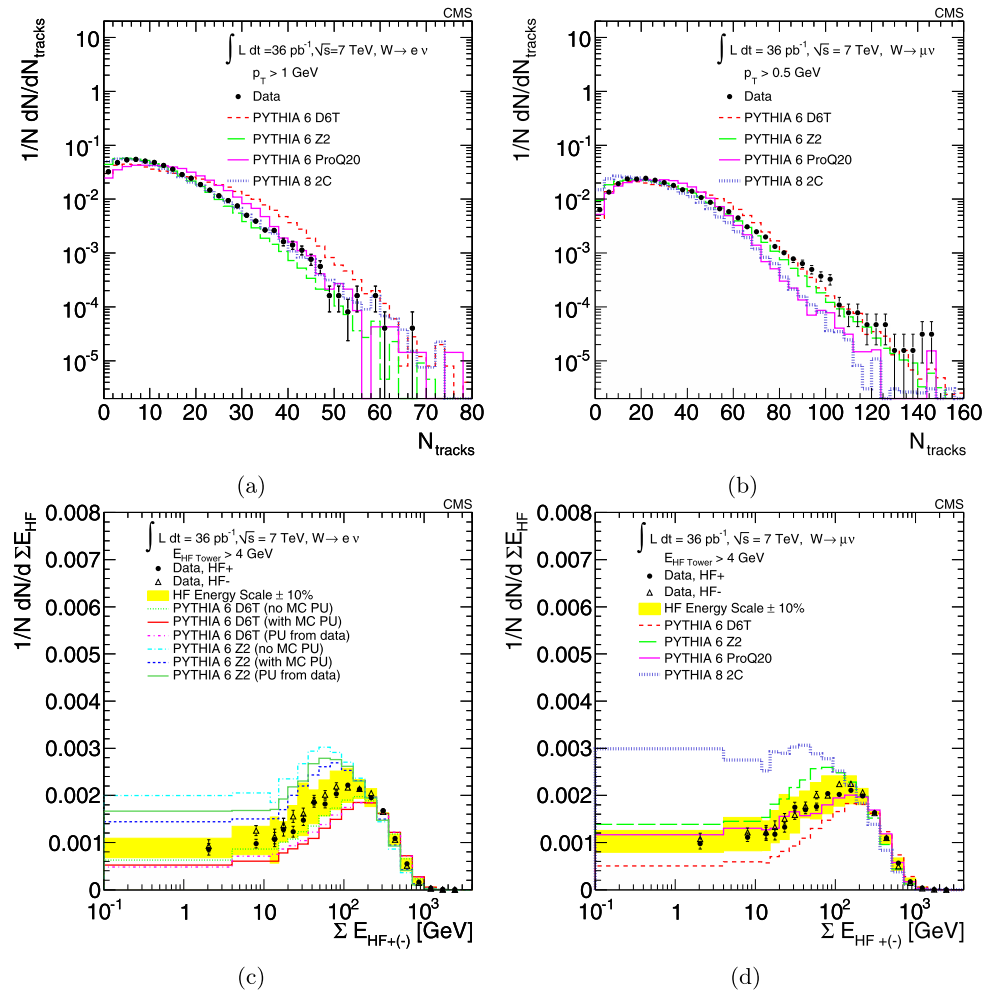 CMS
1/N dN/dN_tracks
∫ L dt =36 pb⁻¹,√s=7 TeV, W→ e ν
p_T > 1 GeV
Data
PYTHIA 6 D6T
PYTHIA 6 Z2
PYTHIA 6 ProQ20
PYTHIA 8 2C
10
1
10⁻¹
10⁻²
10⁻³
10⁻⁴
10⁻⁵
0 10 20 30 40 50 60 70 80
N_tracks
(a)
CMS
1/N dN/dN_tracks
∫ L dt = 36 pb⁻¹, √s = 7 TeV, W→μν
p_T > 0.5 GeV
Data
PYTHIA 6 D6T
PYTHIA 6 Z2
PYTHIA 6 ProQ20
PYTHIA 8 2C
10
1
10⁻¹
10⁻²
10⁻³
10⁻⁴
10⁻⁵
0 20 40 60 80 100 120 140 160
N_tracks
(b)
CMS
1/N dN/d ΣE_HF
∫ L dt = 36 pb⁻¹,√s = 7 TeV, W→ e ν
E_HF Tower > 4 GeV
Data, HF+
Data, HF-
HF Energy Scale ± 10%
PYTHIA 6 D6T (no MC PU)
PYTHIA 6 D6T (with MC PU)
PYTHIA 6 D6T (PU from data)
PYTHIA 6 Z2 (no MC PU)
PYTHIA 6 Z2 (with MC PU)
PYTHIA 6 Z2 (PU from data)
0.008
0.007
0.006
0.005
0.004
0.003
0.002
0.001
0
10⁻¹ 1 10 10² 10³
Σ E_HF+(-) [GeV]
(c)
CMS
1/N dN/d ΣE_HF
∫ L dt = 36 pb⁻¹,√s = 7 TeV, W→μν
E_HF Tower > 4 GeV
Data, HF+
Data, HF-
HF Energy Scale ± 10%
PYTHIA 6 D6T
PYTHIA 6 Z2
PYTHIA 6 ProQ20
PYTHIA 8 2C
0.008
0.007
0.006
0.005
0.004
0.003
0.002
0.001
0
10⁻¹ 1 10 10² 10³
Σ E_HF +(-) [GeV]
(d)